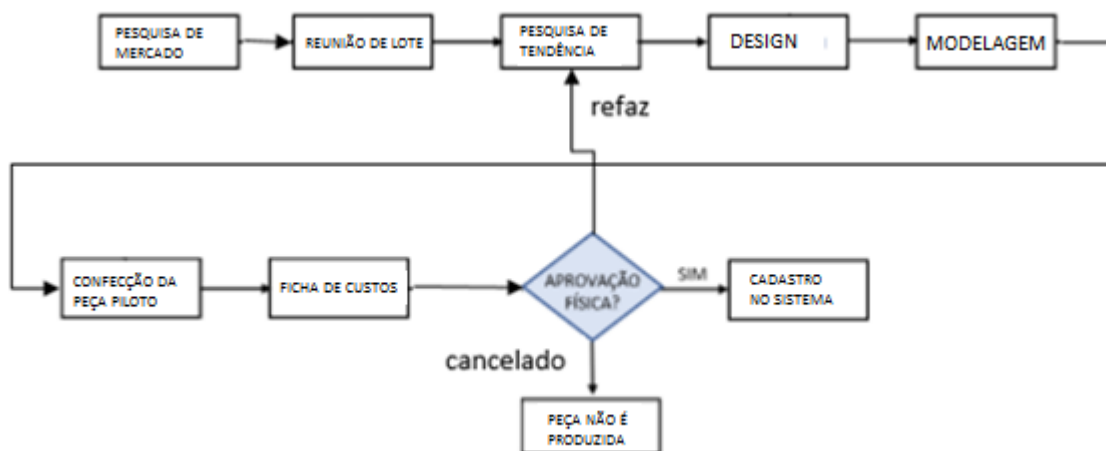 PESQUISA DE
MERCADO
REUNIÃO DE LOTE
PESQUISA DE
TENDÊNCIA
DESIGN
MODELAGEM
refaz
CONFECÇÃO DA
PEÇA PILOTO
FICHA DE CUSTOS
APROVAÇÃO
FÍSICA?
SIM
CADASTRO
NO SISTEMA
cancelado
PEÇA NÃO É
PRODUZIDA